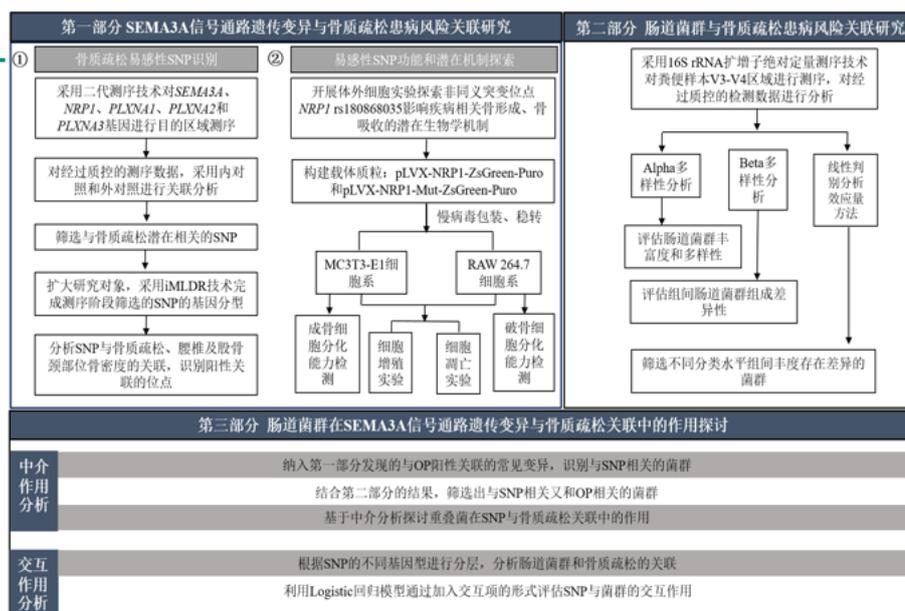 第一部分 SEMA3A信号通路遗传变异与骨质疏松患病风险关联研究
①
骨质疏松易感性SNP识别
采用二代测序技术对SEMA3A、
NRP1、PLXNA1、PLXNA2和
PLXNA3基因进行目的区域测序
对经过质控的测序数据，采用内对
照和外对照进行关联分析
筛选与骨质疏松潜在相关的SNP
扩大研究对象，采用iMLDR技术完
成测序阶段筛选的SNP的基因分型
分析SNP与骨质疏松、腰椎及股骨
颈部位骨密度的关联，识别阳性关
联的位点
②
易感性SNP功能和潜在机制探索
开展体外细胞实验探索非同义突变位点
NRP1 rs180868035影响疾病相关骨形成、骨
吸收的潜在生物学机制
构建载体质粒：pLVX-NRP1-ZsGreen-Puro
和pLVX-NRP1-Mut-ZsGreen-Puro
慢病毒包装、稳转
MC3T3-E1细
胞系
RAW 264.7
细胞系
成骨细
胞分化
能力检
测
细胞
增殖
实验
细胞
凋亡
实验
破骨细
胞分化
能力检
测
第二部分 肠道菌群与骨质疏松患病风险关联研究
采用16S rRNA扩增子绝对定量测序技术
对粪便样本V3-V4区域进行测序，对经
过质控的检测数据进行分析
Alpha多
样性分析
Beta多
样性分
析
线性判
别分析
效应量
方法
评估肠道菌群丰
富度和多样性
评估组间肠道菌群组成差
异性
筛选不同分类水平组间丰度存在差异的
菌群
第三部分 肠道菌群在SEMA3A信号通路遗传变异与骨质疏松关联中的作用探讨
中介
作用
分析
纳入第一部分发现的与OP阳性关联的常见变异，识别与SNP相关的菌群
结合第二部分的结果，筛选出与SNP相关又和OP相关的菌群
基于中介分析探讨重叠菌在SNP与骨质疏松关联中的作用
交互
作用
分析
根据SNP的不同基因型进行分层，分析肠道菌群和骨质疏松的关联
利用Logistic回归模型通过加入交互项的形式评估SNP与菌群的交互作用